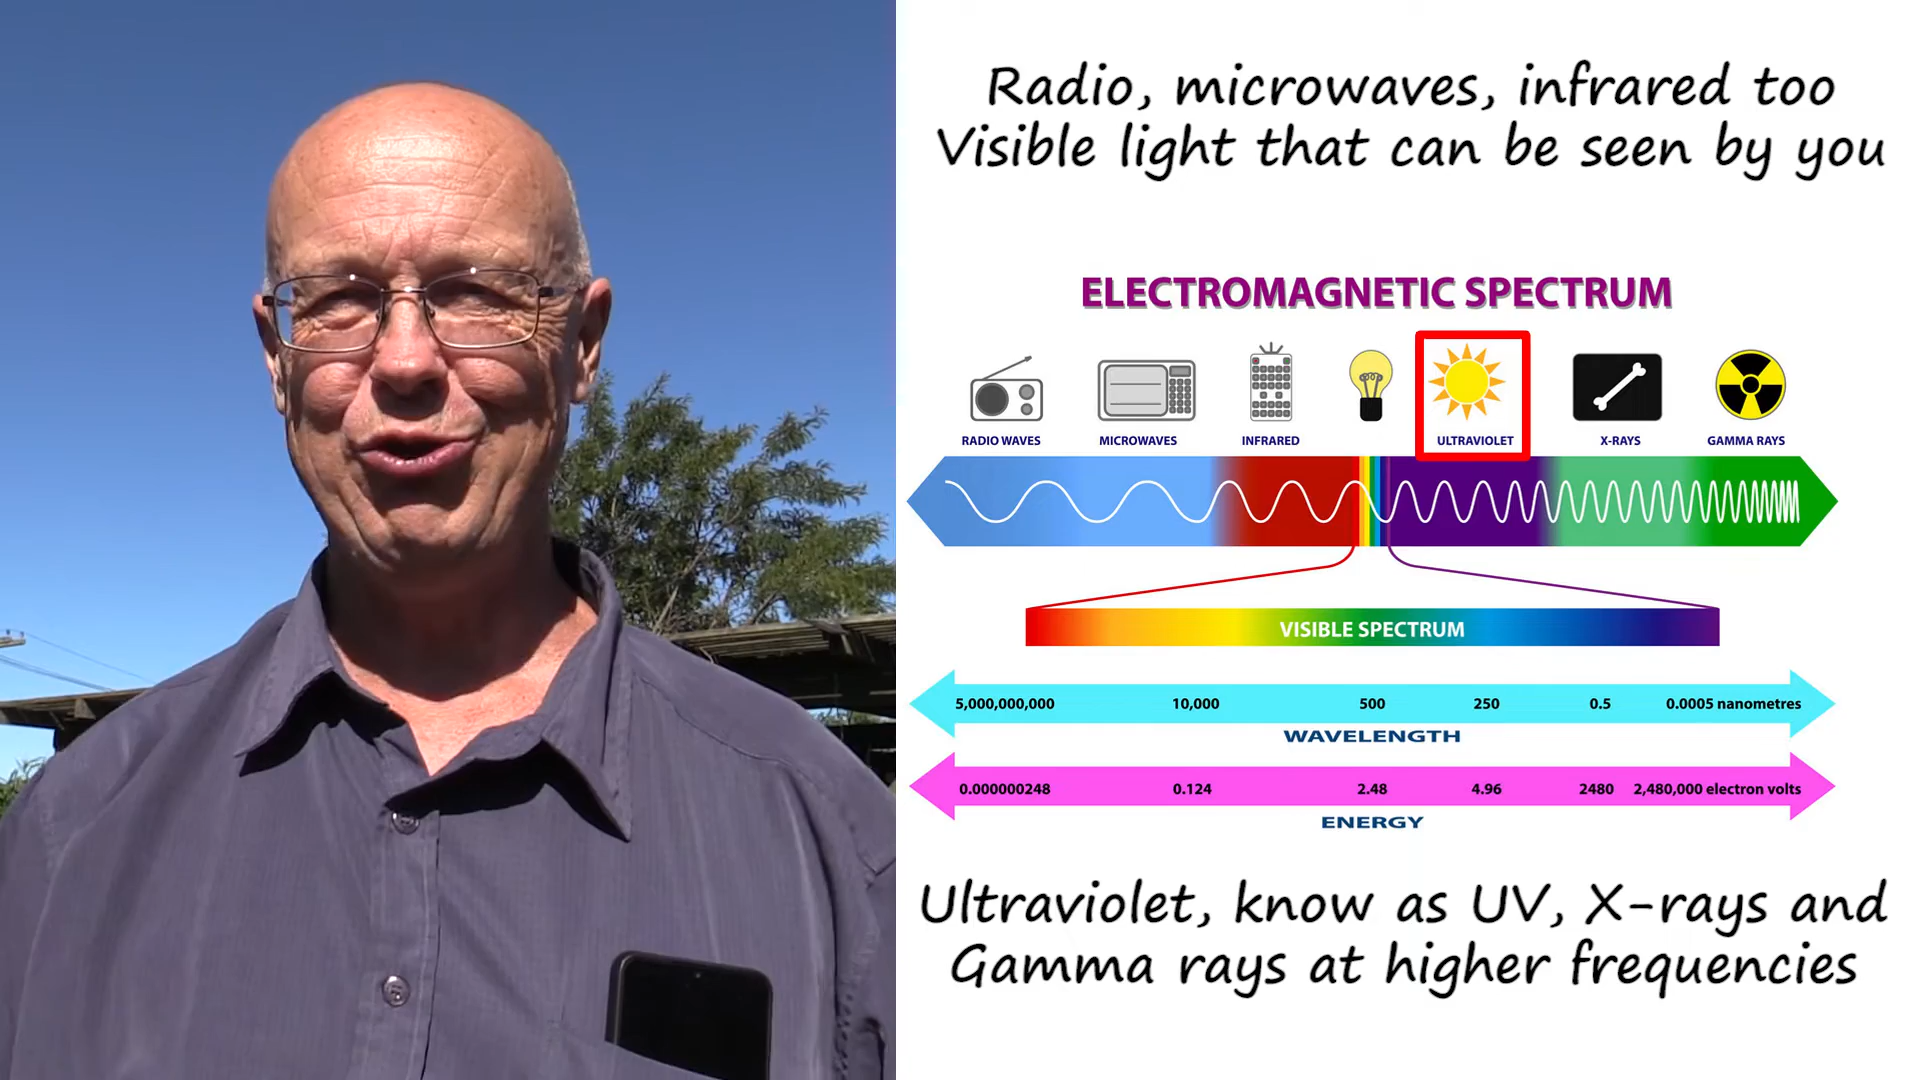 Radio, microwaves, infrared too
Visible light that can be seen by you
ELECTROMAGNETIC SPECTRUM
RADIO WAVES MICROWAVES INFRARED ULTRAVIOLET X-RAYS GAMMA RAYS
VISIBLE SPECTRUM
5,000,000,000 10,000 500 250 0.5 0.0005 nanometres
WAVELENGTH
0.000000248 0.124 2.48 4.96 2480 2,480,000 electron volts
ENERGY
Ultraviolet, know as UV, X-rays and
Gamma rays at higher frequencies